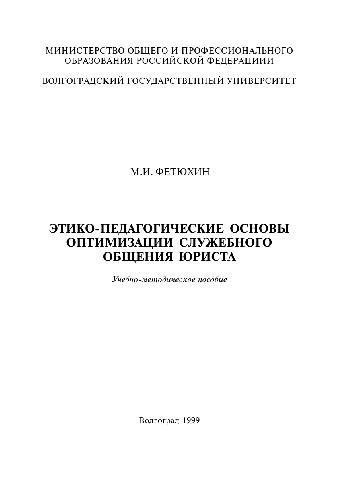 МИНИСТЕРСТВО ОБЩЕГО И ПРОФЕССИОНАЛЬНОГО
ОБРАЗОВАНИЯ РОССИЙСКОЙ ФЕДЕРАЦИИИ
ВОЛГОГРАДСКИЙ ГОСУДАРСТВЕННЫЙ УНИВЕРСИТЕТ
М.И. ФЕТЮХИН
ЭТИКО-ПЕДАГОГИЧЕСКИЕ ОСНОВЫ
ОПТИМИЗАЦИИ СЛУЖЕБНОГО
ОБЩЕНИЯ ЮРИСТА
Учебно-методическое пособие
Волгоград 1999